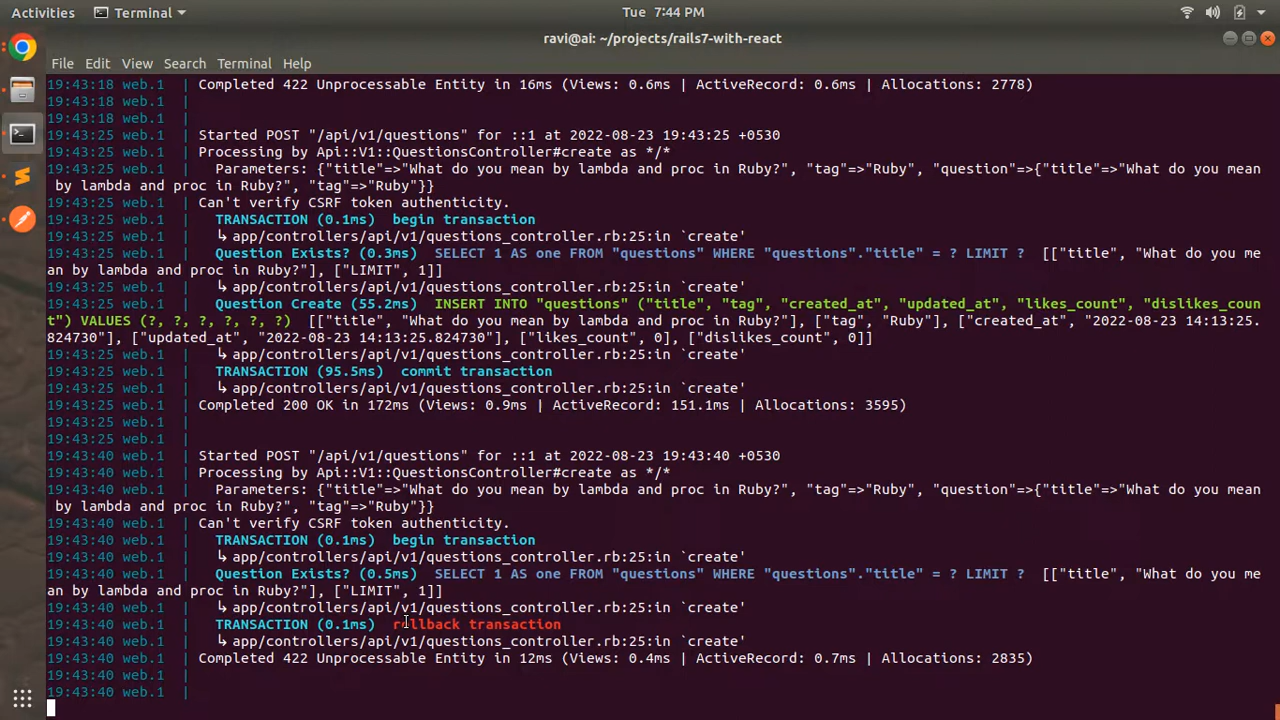 Activities Terminal Tue 7:44 PM
ravi@ai: ~/projects/rails7-with-react
File Edit View Search Terminal Help
19:43:18 web.1 | Completed 422 Unprocessable Entity in 16ms (Views: 0.6ms | ActiveRecord: 0.6ms | Allocations: 2778)
19:43:18 web.1 |
19:43:18 web.1 |
19:43:25 web.1 | Started POST "/api/v1/questions" for ::1 at 2022-08-23 19:43:25 +0530
19:43:25 web.1 | Processing by Api::V1::QuestionsController#create as */*
19:43:25 web.1 | Parameters: {"title"=>"What do you mean by lambda and proc in Ruby?", "tag"=>"Ruby", "question"=>{"title"=>"What do you mean
by lambda and proc in Ruby?", "tag"=>"Ruby"}}
19:43:25 web.1 | Can't verify CSRF token authenticity.
19:43:25 web.1 | TRANSACTION (0.1ms) begin transaction
19:43:25 web.1 | ↳ app/controllers/api/v1/questions_controller.rb:25:in `create'
19:43:25 web.1 | Question Exists? (0.3ms) SELECT 1 AS one FROM "questions" WHERE "questions"."title" = ? LIMIT ? [["title", "What do you me
an by lambda and proc in Ruby?"], ["LIMIT", 1]]
19:43:25 web.1 | ↳ app/controllers/api/v1/questions_controller.rb:25:in `create'
19:43:25 web.1 | Question Create (55.2ms) INSERT INTO "questions" ("title", "tag", "created_at", "updated_at", "likes_count", "dislikes_coun
t") VALUES (?, ?, ?, ?, ?, ?) [["title", "What do you mean by lambda and proc in Ruby?"], ["tag", "Ruby"], ["created_at", "2022-08-23 14:13:25.
824730"], ["updated_at", "2022-08-23 14:13:25.824730"], ["likes_count", 0], ["dislikes_count", 0]]
19:43:25 web.1 | ↳ app/controllers/api/v1/questions_controller.rb:25:in `create'
19:43:25 web.1 | TRANSACTION (95.5ms) commit transaction
19:43:25 web.1 | ↳ app/controllers/api/v1/questions_controller.rb:25:in `create'
19:43:25 web.1 | Completed 200 OK in 172ms (Views: 0.9ms | ActiveRecord: 151.1ms | Allocations: 3595)
19:43:25 web.1 |
19:43:25 web.1 |
19:43:40 web.1 | Started POST "/api/v1/questions" for ::1 at 2022-08-23 19:43:40 +0530
19:43:40 web.1 | Processing by Api::V1::QuestionsController#create as */*
19:43:40 web.1 | Parameters: {"title"=>"What do you mean by lambda and proc in Ruby?", "tag"=>"Ruby", "question"=>{"title"=>"What do you mean
by lambda and proc in Ruby?", "tag"=>"Ruby"}}
19:43:40 web.1 | Can't verify CSRF token authenticity.
19:43:40 web.1 | TRANSACTION (0.1ms) begin transaction
19:43:40 web.1 | ↳ app/controllers/api/v1/questions_controller.rb:25:in `create'
19:43:40 web.1 | Question Exists? (0.5ms) SELECT 1 AS one FROM "questions" WHERE "questions"."title" = ? LIMIT ? [["title", "What do you me
an by lambda and proc in Ruby?"], ["LIMIT", 1]]
19:43:40 web.1 | ↳ app/controllers/api/v1/questions_controller.rb:25:in `create'
19:43:40 web.1 | TRANSACTION (0.1ms) rollback transaction
19:43:40 web.1 | ↳ app/controllers/api/v1/questions_controller.rb:25:in `create'
19:43:40 web.1 | Completed 422 Unprocessable Entity in 12ms (Views: 0.4ms | ActiveRecord: 0.7ms | Allocations: 2835)
19:43:40 web.1 |
19:43:40 web.1 |